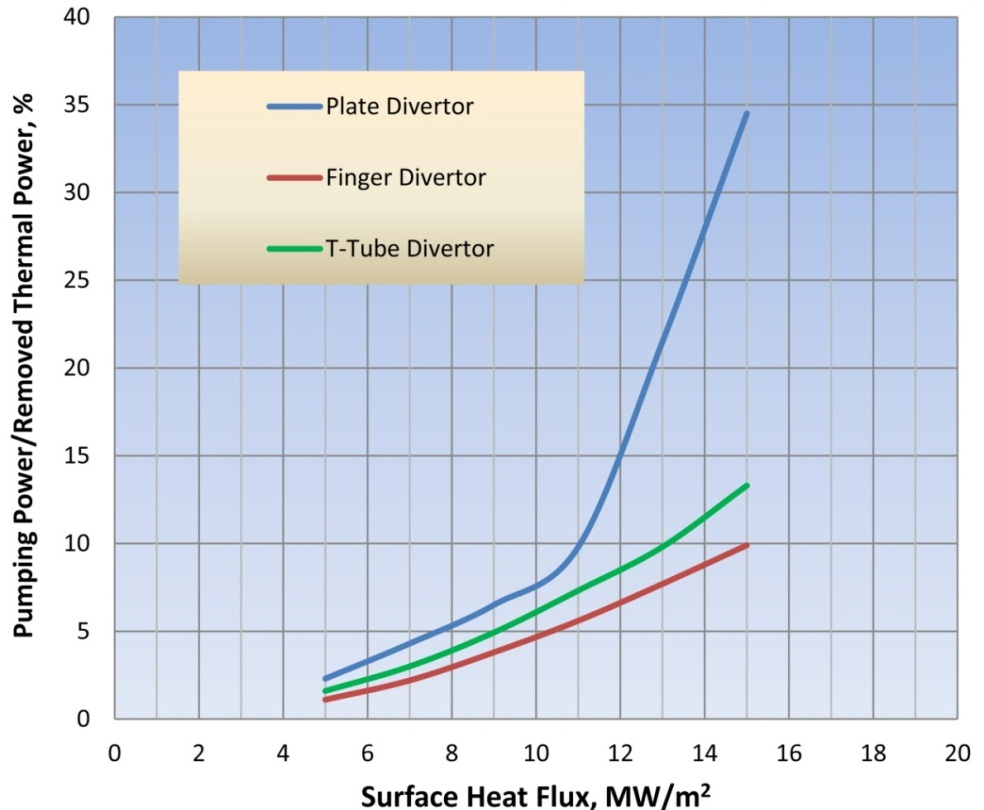 40
35
30
25
20
15
10
5
0
Pumping Power/Removed Thermal Power, %
Plate Divertor
Finger Divertor
T-Tube Divertor
0 2 4 6 8 10 12 14 16 18 20
Surface Heat Flux, MW/m²